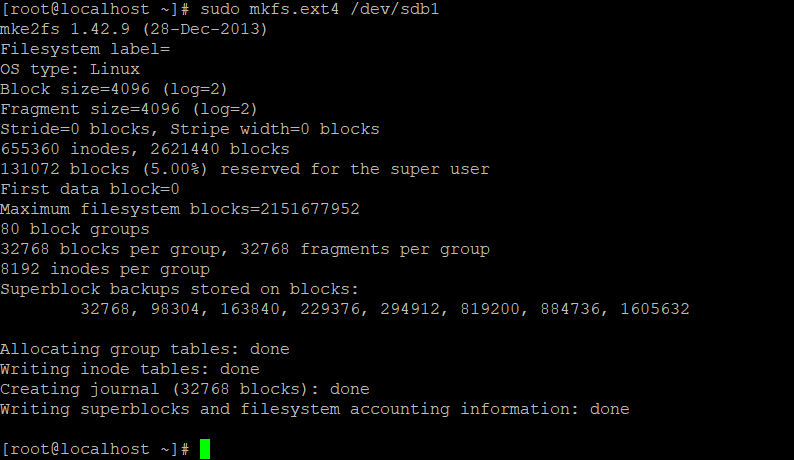 [root@localhost ~]# sudo mkfs.ext4 /dev/sdb1
mke2fs 1.42.9 (28-Dec-2013)
Filesystem label=
OS type: Linux
Block size=4096 (log=2)
Fragment size=4096 (log=2)
Stride=0 blocks, Stripe width=0 blocks
655360 inodes, 2621440 blocks
131072 blocks (5.00%) reserved for the super user
First data block=0
Maximum filesystem blocks=2151677952
80 block groups
32768 blocks per group, 32768 fragments per group
8192 inodes per group
Superblock backups stored on blocks:
        32768, 98304, 163840, 229376, 294912, 819200, 884736, 1605632

Allocating group tables: done
Writing inode tables: done
Creating journal (32768 blocks): done
Writing superblocks and filesystem accounting information: done

[root@localhost ~]#